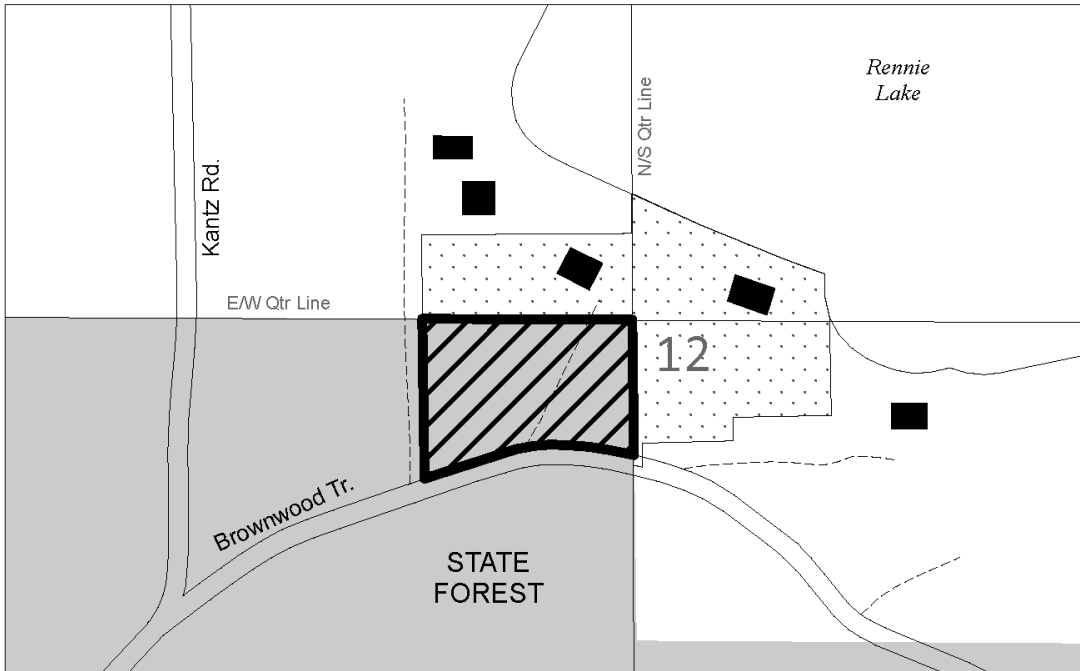 Rennie
Lake
N/S Qtr Line
Kantz Rd.
E/W Qtr Line
12
Brownwood Tr.
STATE
FOREST